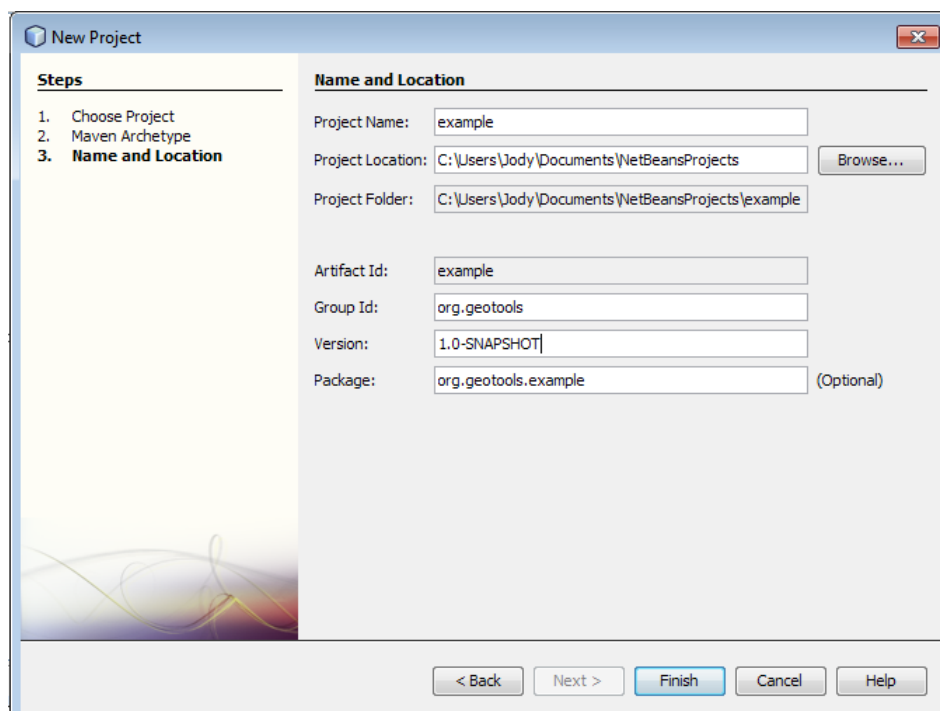 New Project
Steps
1. Choose Project
2. Maven Archetype
3. Name and Location
Name and Location
Project Name: example
Project Location: C:\Users\Jody\Documents\NetBeansProjects Browse...
Project Folder: C:\Users\Jody\Documents\NetBeansProjects\example
Artifact Id: example
Group Id: org.geotools
Version: 1.0-SNAPSHOT
Package: org.geotools.example (Optional)
< Back Next > Finish Cancel Help